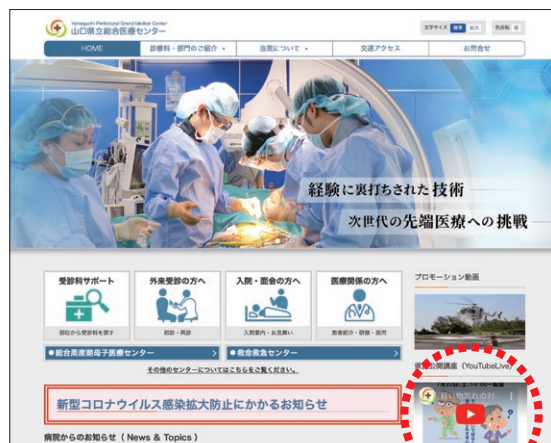 Yamaguchi Prefectural Grand Medical Center
山口県立総合医療センター
文字サイズ 標準 拡大 色反転
HOME 診療科・部門のご紹介 当院について 交通アクセス お問合せ
経験に裏打ちされた技術
次世代の先端医療への挑戦
受診科サポート 外来受診の方へ 入院・面会の方へ 医療関係の方へ プロモーション動画
部位から受診科を探す 初診・再診 入院案内・お見舞い 患者紹介・研修・採用
●総合周産期母子医療センター ●救命救急センター
その他のセンターについてはこちらをご覧ください。
公開講座（YouTubeLive）
新型コロナウイルス感染拡大防止にかかるお知らせ
病院からのお知らせ（ News & Topics ）